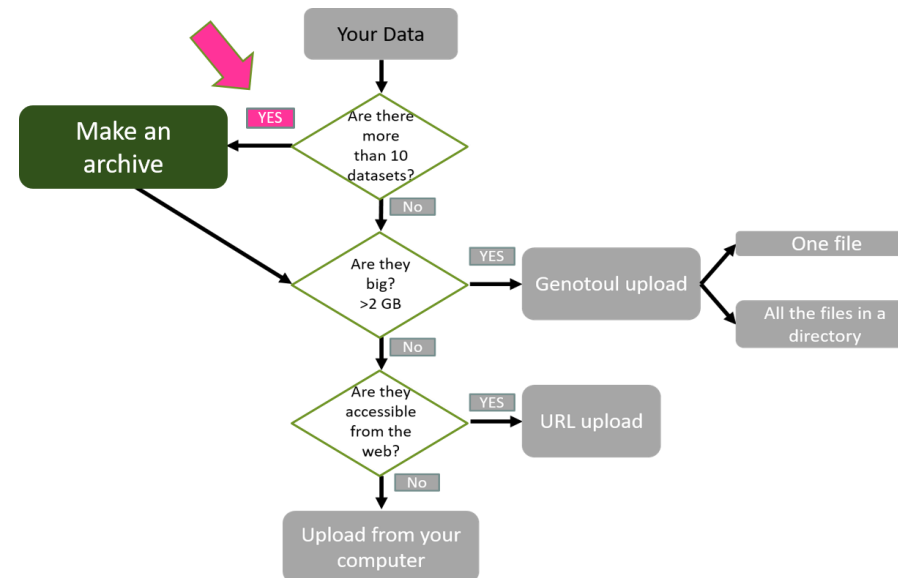 Your Data
YES
Are there
more
than 10
datasets?
Make an
archive
No
Are they
big?
>2 GB
YES
Genotoul upload
One file
All the files in a
directory
No
Are they
accessible
from the
web?
YES
URL upload
No
Upload from your
computer